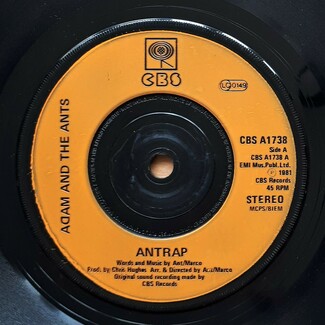 CBS
LC 0149
ADAM AND THE ANTS
CBS A1738
Side A
CBS A1738 A
EMI Mus.Publ.Ltd.
℗ 1981
CBS Records
45 RPM
STEREO
MCPS/BIEM
ANTRAP
Words and Music by Ant/Marco
Prod. by Chris Hughes Arr. & Directed by Ant/Marco
Original sound recording made by
CBS Records